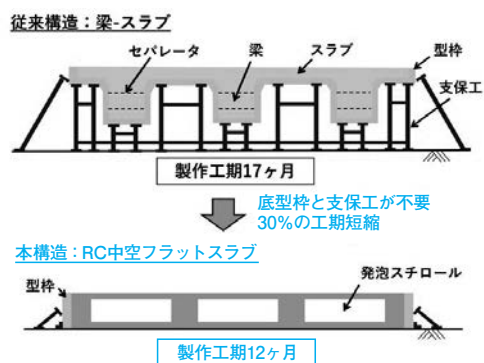 従来構造：梁-スラブ
セパレータ
梁
スラブ
型枠
支保工
製作工期17ヶ月
底型枠と支保工が不要
30%の工期短縮
本構造：RC中空フラットスラブ
型枠
発泡スチロール
製作工期12ヶ月